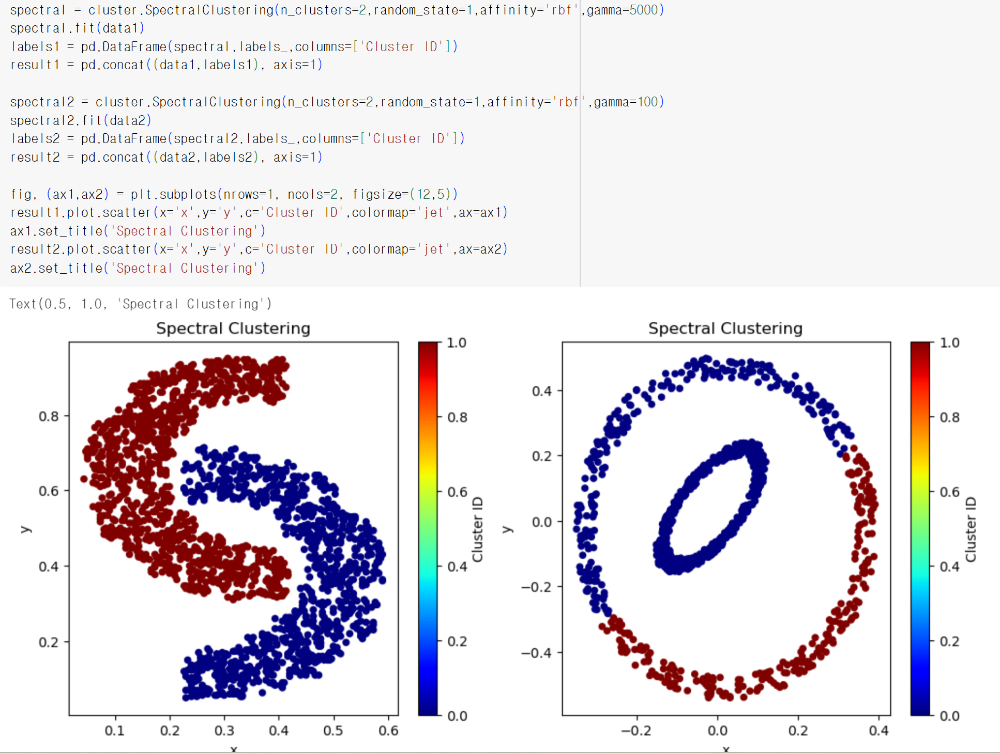 spectral = cluster.SpectralClustering(n_clusters=2,random_state=1,affinity='rbf',gamma=5000)
spectral.fit(data1)
labels1 = pd.DataFrame(spectral.labels_,columns=['Cluster ID'])
result1 = pd.concat((data1,labels1), axis=1)
spectral2 = cluster.SpectralClustering(n_clusters=2,random_state=1,affinity='rbf',gamma=100)
spectral2.fit(data2)
labels2 = pd.DataFrame(spectral2.labels_,columns=['Cluster ID'])
result2 = pd.concat((data2,labels2), axis=1)
fig, (ax1,ax2) = plt.subplots(nrows=1, ncols=2, figsize=(12,5))
result1.plot.scatter(x='x',y='y',c='Cluster ID',colormap='jet',ax=ax1)
ax1.set_title('Spectral Clustering')
result2.plot.scatter(x='x',y='y',c='Cluster ID',colormap='jet',ax=ax2)
ax2.set_title('Spectral Clustering')
Text(0.5, 1.0, 'Spectral Clustering')
Spectral Clustering
0.8
0.6
0.4
0.2
y
0.1 0.2 0.3 0.4 0.5 0.6
x
1.0
0.8
0.6
0.4
0.2
0.0
Cluster ID
Spectral Clustering
0.4
0.2
0.0
−0.2
−0.4
y
−0.2 0.0 0.2 0.4
x
1.0
0.8
0.6
0.4
0.2
0.0
Cluster ID